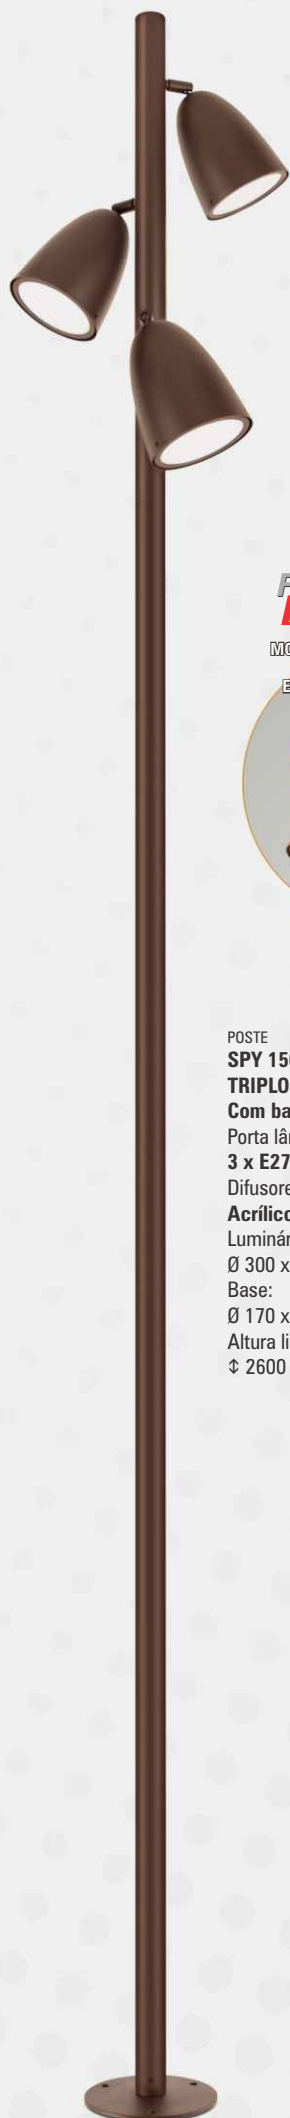 POSTE
SPY 15
TRIPLO
Com ba
Porta lâ
3 x E27
Difusore
Acrílico
Luminár
Ø 300 x
Base:
Ø 170 x
Altura li
⇕ 2600